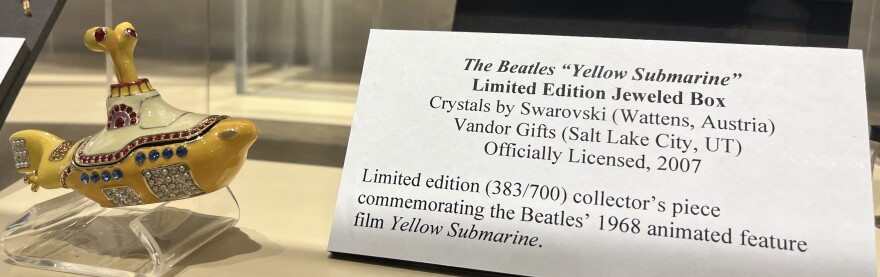 The Beatles “Yellow Submarine”
Limited Edition Jeweled Box
Crystals by Swarovski (Wattens, Austria)
Vandor Gifts (Salt Lake City, UT)
Officially Licensed, 2007
Limited edition (383/700) collector’s piece
commemorating the Beatles’ 1968 animated feature
film Yellow Submarine.